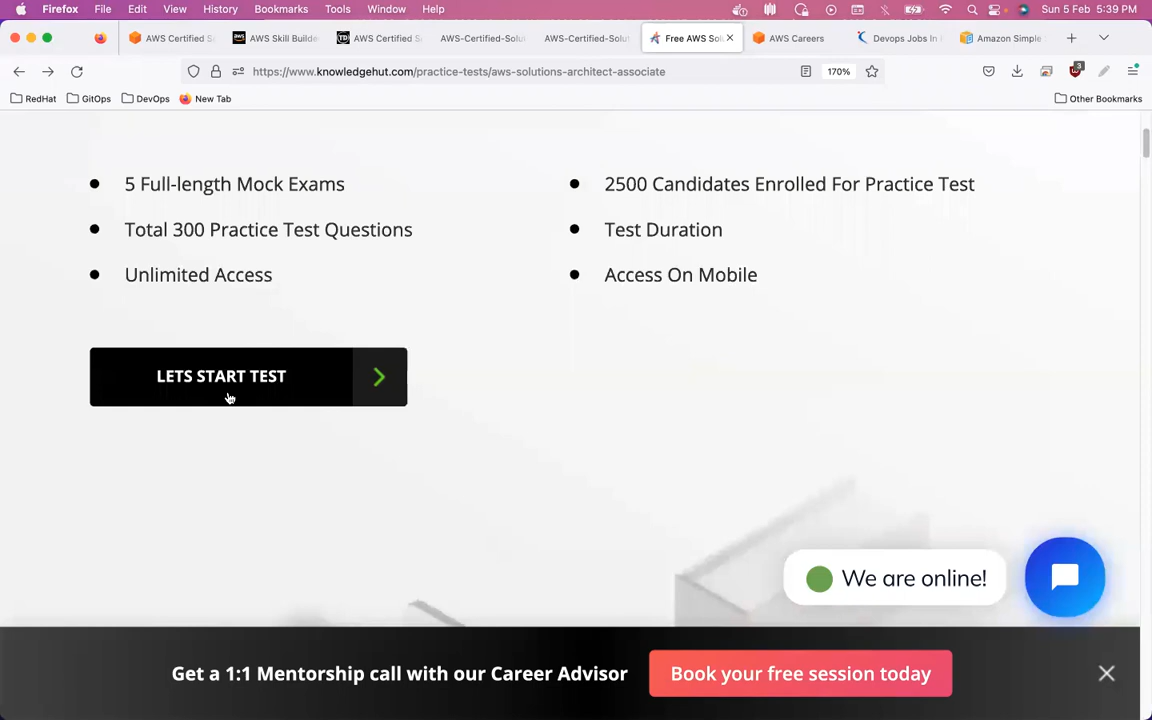 Firefox File Edit View History Bookmarks Tools Window Help Sun 5 Feb 5:39 PM
AWS Certified S AWS Skill Builde AWS Certified S AWS-Certified-Solu AWS-Certified-Solu Free AWS Sol AWS Careers Devops Jobs In Amazon Simple
https://www.knowledgehut.com/practice-tests/aws-solutions-architect-associate 170% 3
RedHat GitOps DevOps New Tab Other Bookmarks
5 Full-length Mock Exams
2500 Candidates Enrolled For Practice Test
Total 300 Practice Test Questions
Test Duration
Unlimited Access
Access On Mobile
LETS START TEST
We are online!
Get a 1:1 Mentorship call with our Career Advisor
Book your free session today